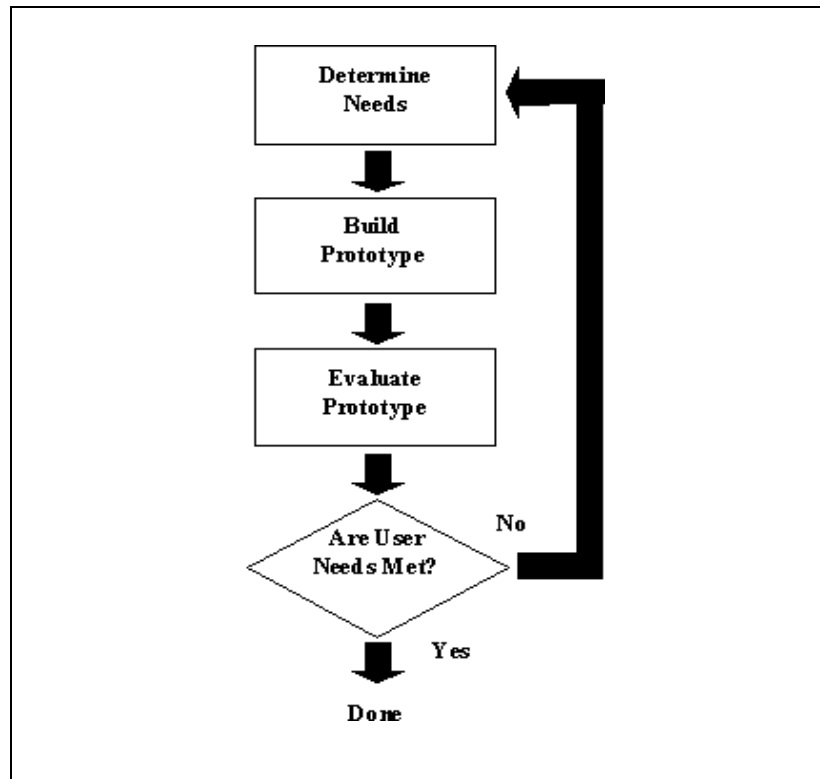 Determine
Needs
Build
Prototype
Evaluate
Prototype
Are User
Needs Met?
No
Yes
Done